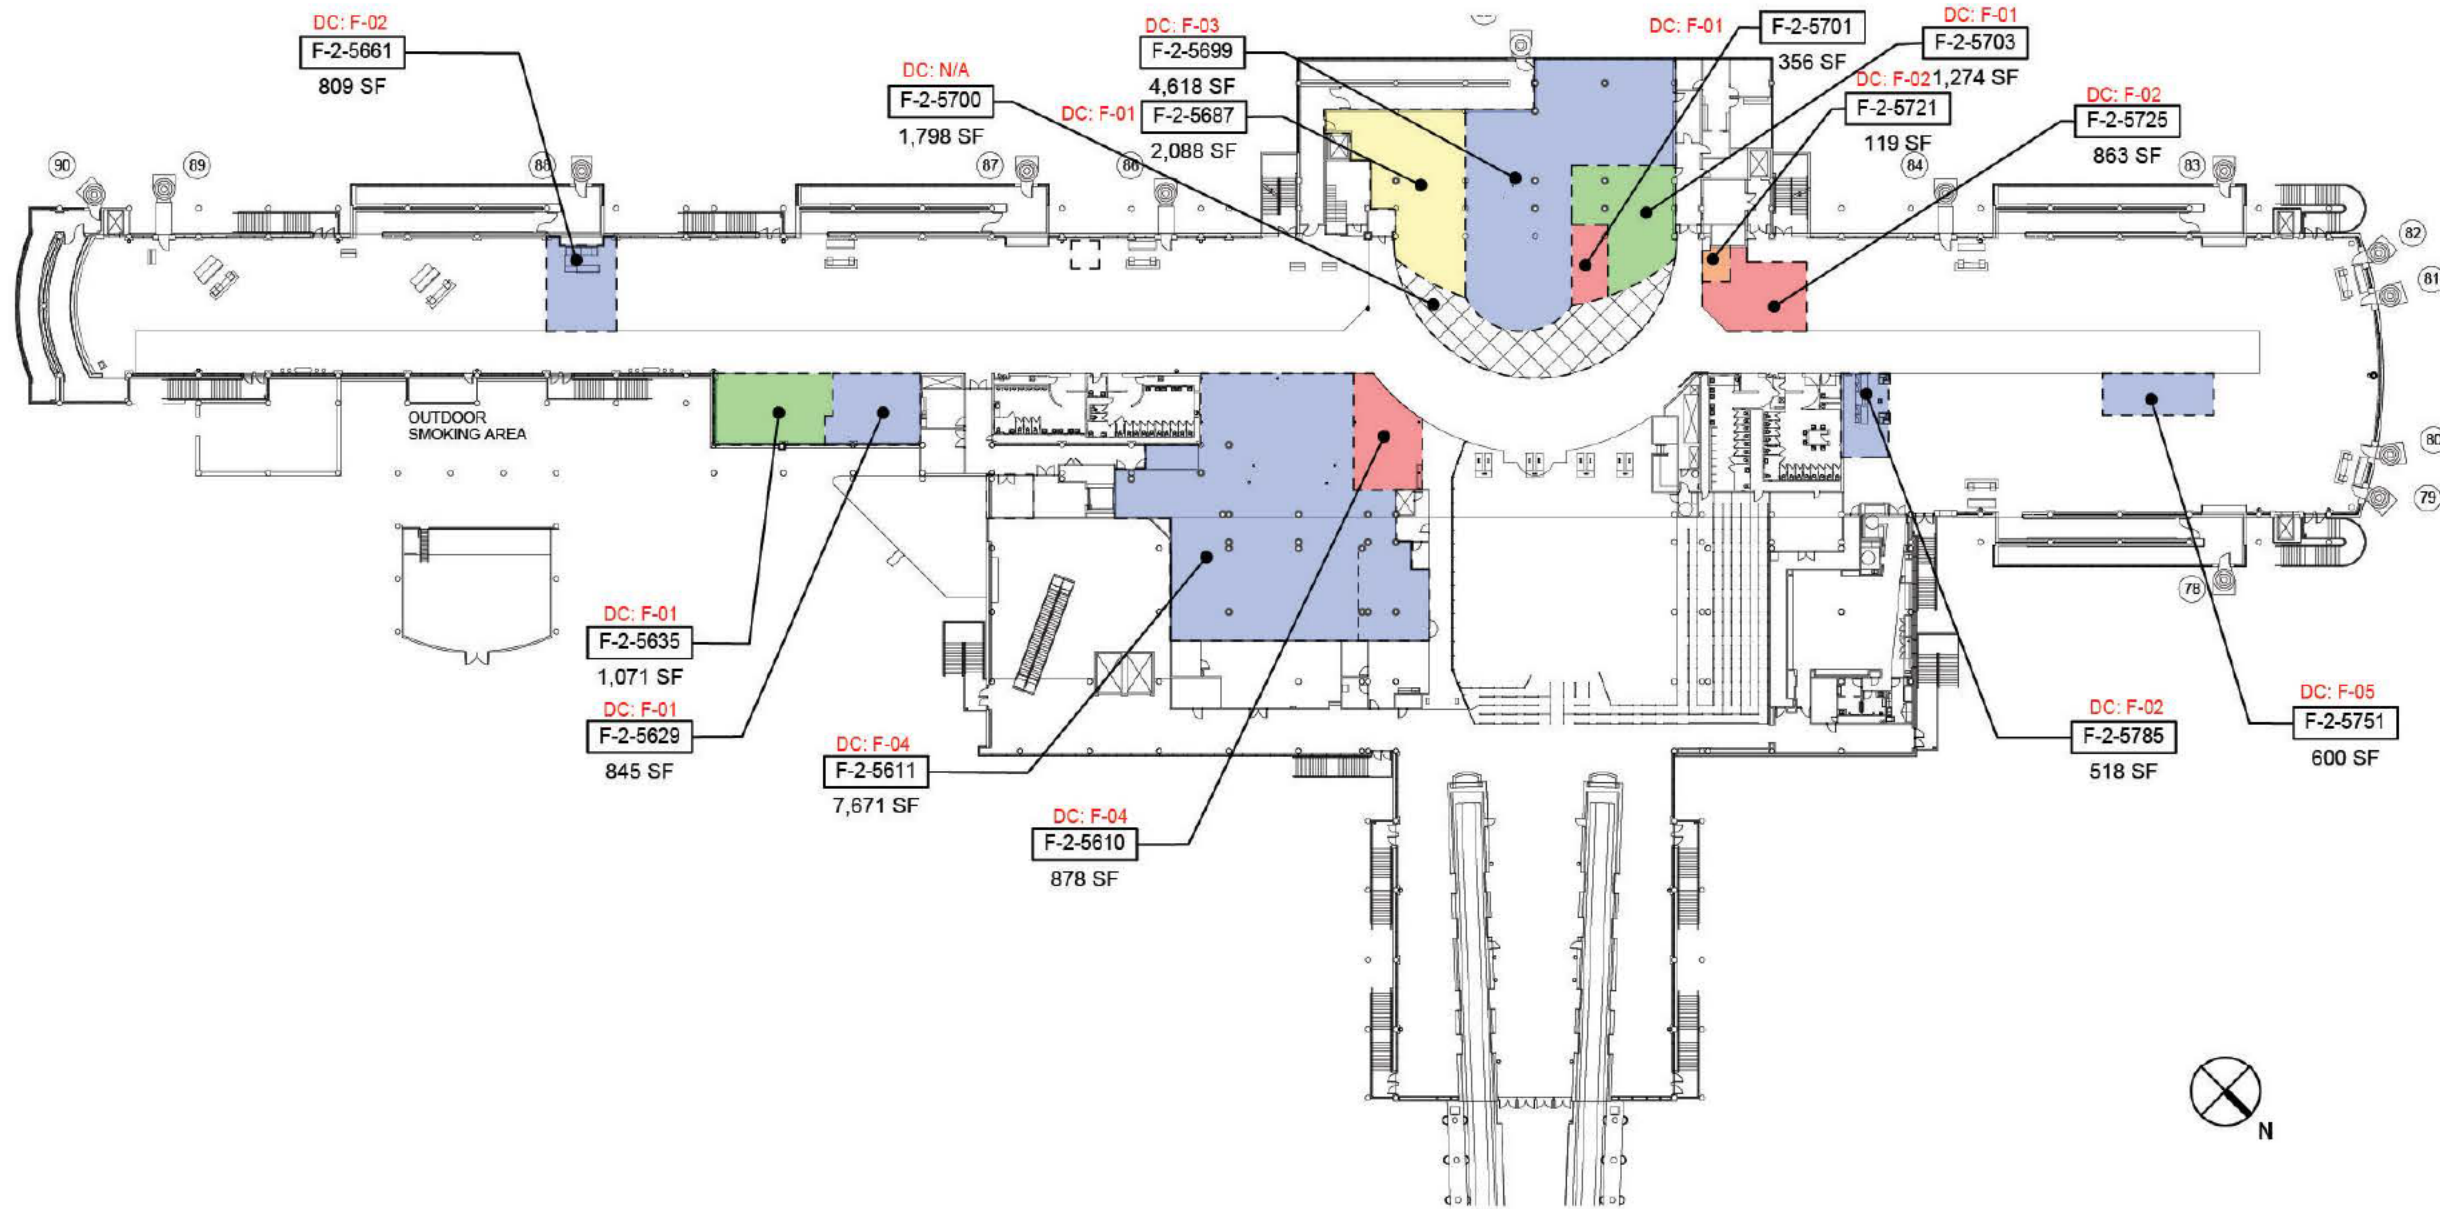 DC: F-02
F-2-5661
809 SF
DC: N/A
F-2-5700
1,798 SF
DC: F-03
F-2-5699
4,618 SF
DC: F-01
F-2-5687
2,088 SF
DC: F-01
F-2-5701
356 SF
DC: F-01
F-2-5703
1,274 SF
DC: F-02
F-2-5721
119 SF
DC: F-02
F-2-5725
863 SF
90
89
88
87
86
84
83
82
81
80
79
78
OUTDOOR
SMOKING AREA
DC: F-01
F-2-5635
1,071 SF
DC: F-01
F-2-5629
845 SF
DC: F-04
F-2-5611
7,671 SF
DC: F-04
F-2-5610
878 SF
DC: F-02
F-2-5785
518 SF
DC: F-05
F-2-5751
600 SF
N